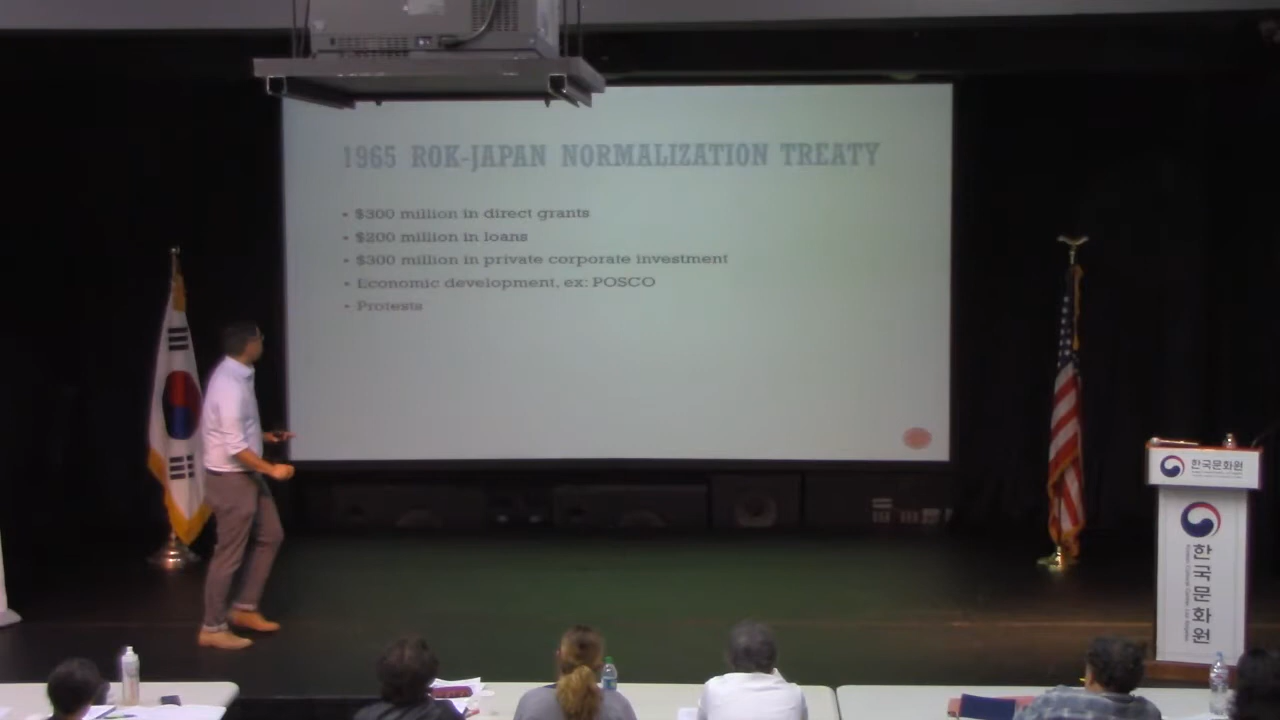 1965 ROK-JAPAN NORMALIZATION TREATY
• $300 million in direct grants
• $200 million in loans
• $300 million in private corporate investment
• Economic development, ex: POSCO
• Protests
한국문화원
한국문화원